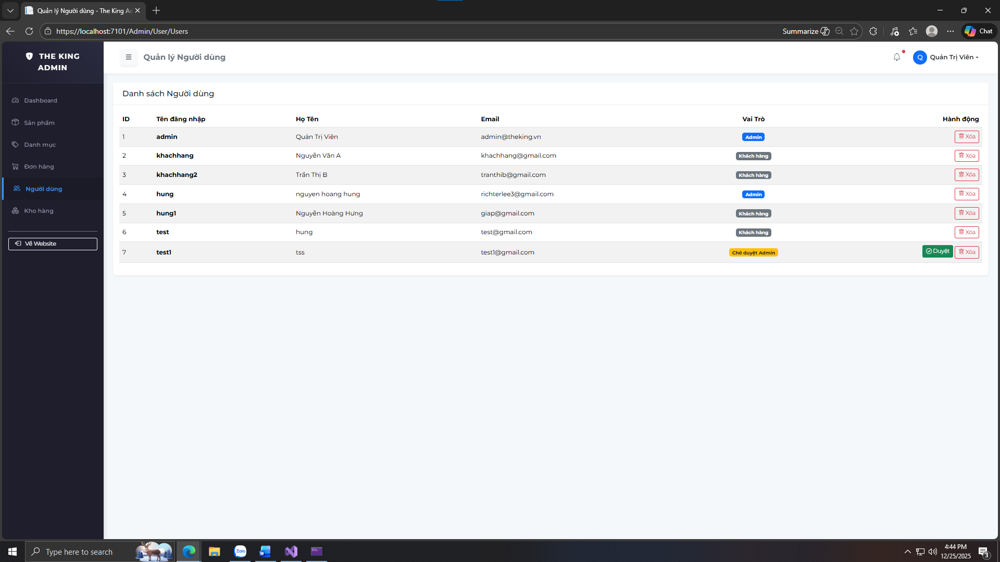 Quản lý Người dùng - The King Ad
https://localhost:7101/Admin/User/Users
Summarize
Chat
THE KING
ADMIN
Quản lý Người dùng
Q
Quản Trị Viên
Dashboard
Sản phẩm
Danh mục
Đơn hàng
Người dùng
Kho hàng
Về Website
Danh sách Người dùng
ID Tên đăng nhập Họ Tên Email Vai Trò Hành động
1 admin Quản Trị Viên admin@theking.vn Admin Xóa
2 khachhang Nguyễn Văn A khachhang@gmail.com Khách hàng Xóa
3 khachhang2 Trần Thị B tranthib@gmail.com Khách hàng Xóa
4 hung nguyen hoang hung richterlee3@gmail.com Admin Xóa
5 hung1 Nguyễn Hoàng Hưng giap@gmail.com Khách hàng Xóa
6 test hung test@gmail.com Khách hàng Xóa
7 test1 tss test1@gmail.com Chờ duyệt Admin Duyệt Xóa
Type here to search
Zalo
W
4:44 PM
12/25/2025
3